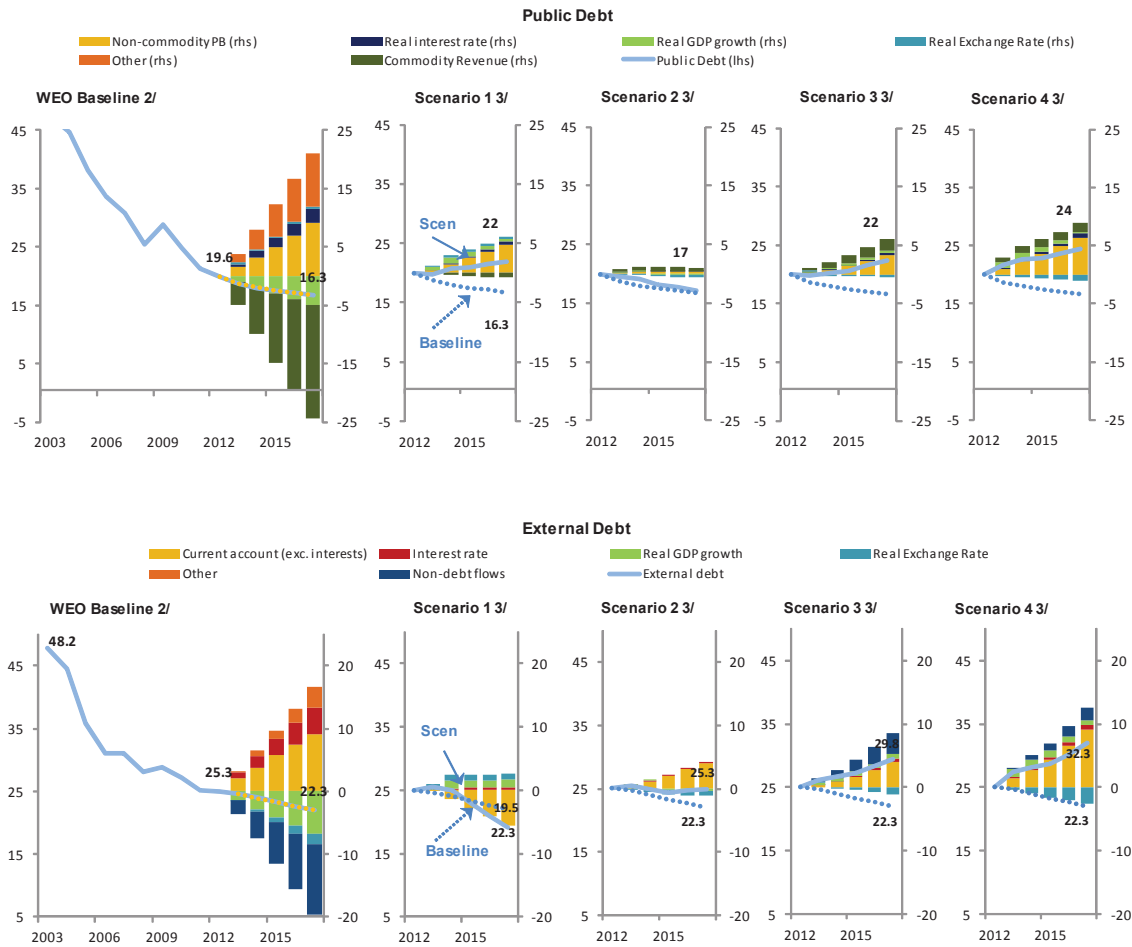 Public Debt
Non-commodity PB (rhs) Real interest rate (rhs) Real GDP growth (rhs) Real Exchange Rate (rhs)
Other (rhs) Commodity Revenue (rhs) Public Debt (lhs)
WEO Baseline 2/ Scenario 1 3/ Scenario 2 3/ Scenario 3 3/ Scenario 4 3/
45 25 45 25 45 25 45 25 45 25
35 15 35 15 35 15 35 15 35 15
Scen 22 17 22 24
25 19.6 5 25 5 25 5 25 5 25 5
16.3
15 -5 15 -5 15 -5 15 -5 15 -5
16.3
Baseline
5 -15 5 -15 5 -15 5 -15 5 -15
-5 -25 -5 -25 -5 -25 -5 -25 -5 -25
2003 2006 2009 2012 2015 2012 2015 2012 2015 2012 2015 2012 2015
External Debt
Current account (exc. interests) Interest rate Real GDP growth Real Exchange Rate
Other Non-debt flows External debt
WEO Baseline 2/ Scenario 1 3/ Scenario 2 3/ Scenario 3 3/ Scenario 4 3/
45 48.2 20 45 20 45 20 45 20 45 20
35 10 35 10 35 10 35 10 35 10
Scen 29.8 32.3
25 25.3 22.3 0 25 0 25 25.3 0 25 0 25 0
19.5
22.3 22.3 22.3 22.3
Baseline
15 -10 15 -10 15 -10 15 -10 15 -10
5 -20 5 -20 5 -20 5 -20 5 -20
2003 2006 2009 2012 2015 2012 2015 2012 2015 2012 2015 2012 2015